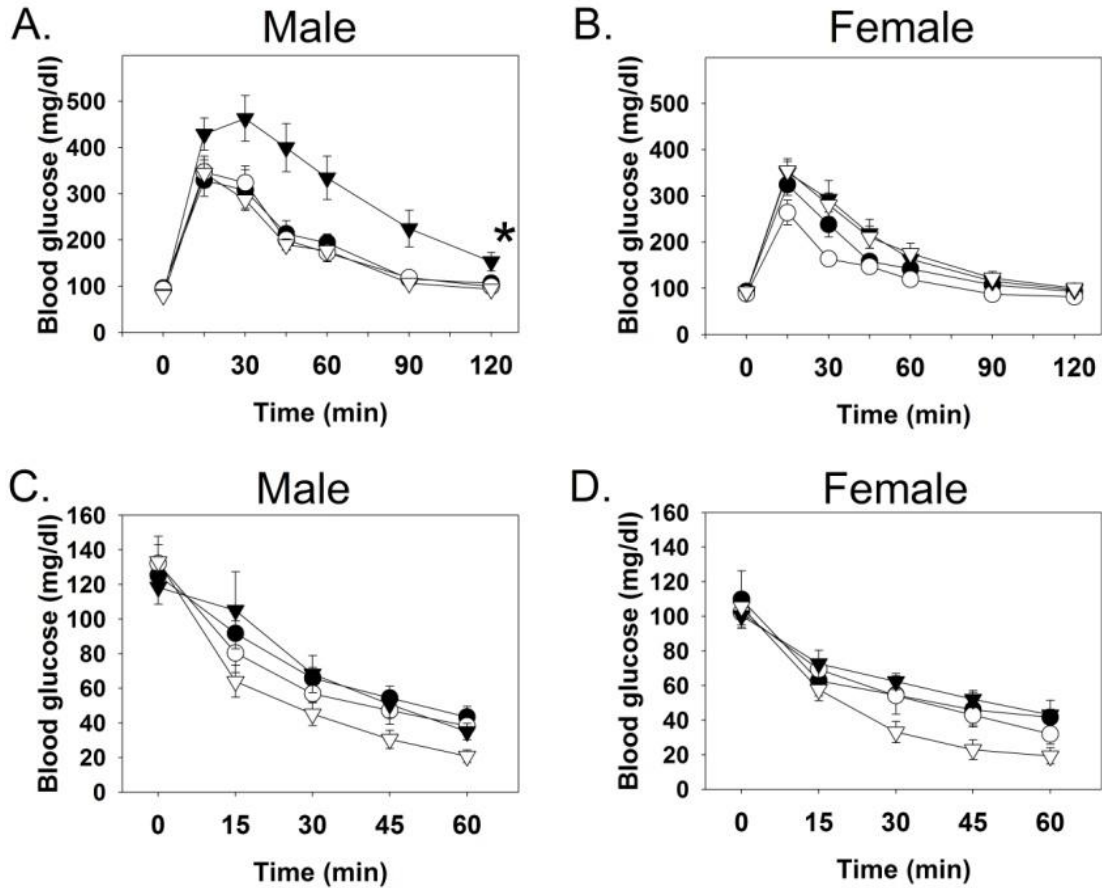 A.
Male
Blood glucose (mg/dl)
500
400
300
200
100
0
*
0 30 60 90 120
Time (min)
B.
Female
Blood glucose (mg/dl)
500
400
300
200
100
0
0 30 60 90 120
Time (min)
C.
Male
Blood glucose (mg/dl)
160
140
120
100
80
60
40
20
0
0 15 30 45 60
Time (min)
D.
Female
Blood glucose (mg/dl)
160
140
120
100
80
60
40
20
0
0 15 30 45 60
Time (min)